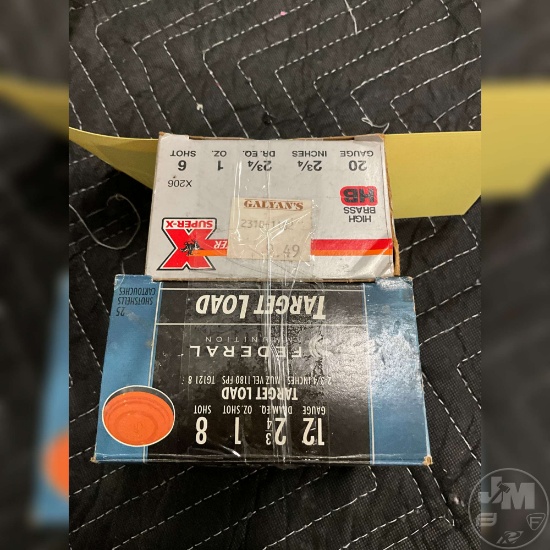 20 2¾ 2¾ 1 6
GAUGE INCHES DR. EQ. OZ. SHOT
X206
HIGH
BRASS
HB
GALYAN'S
X
SUPER-X
.49
TARGET LOAD
25
SHOTSHELLS
CARTOUCHES
FEDERAL
AMMUNITION
2 3/4 INCHES MUZ VEL 1180 FPS TG121 8
TARGET LOAD
GAUGE DRAM EQ. OZ. SHOT SHOT
12 2¾ 1 8
JM
S F